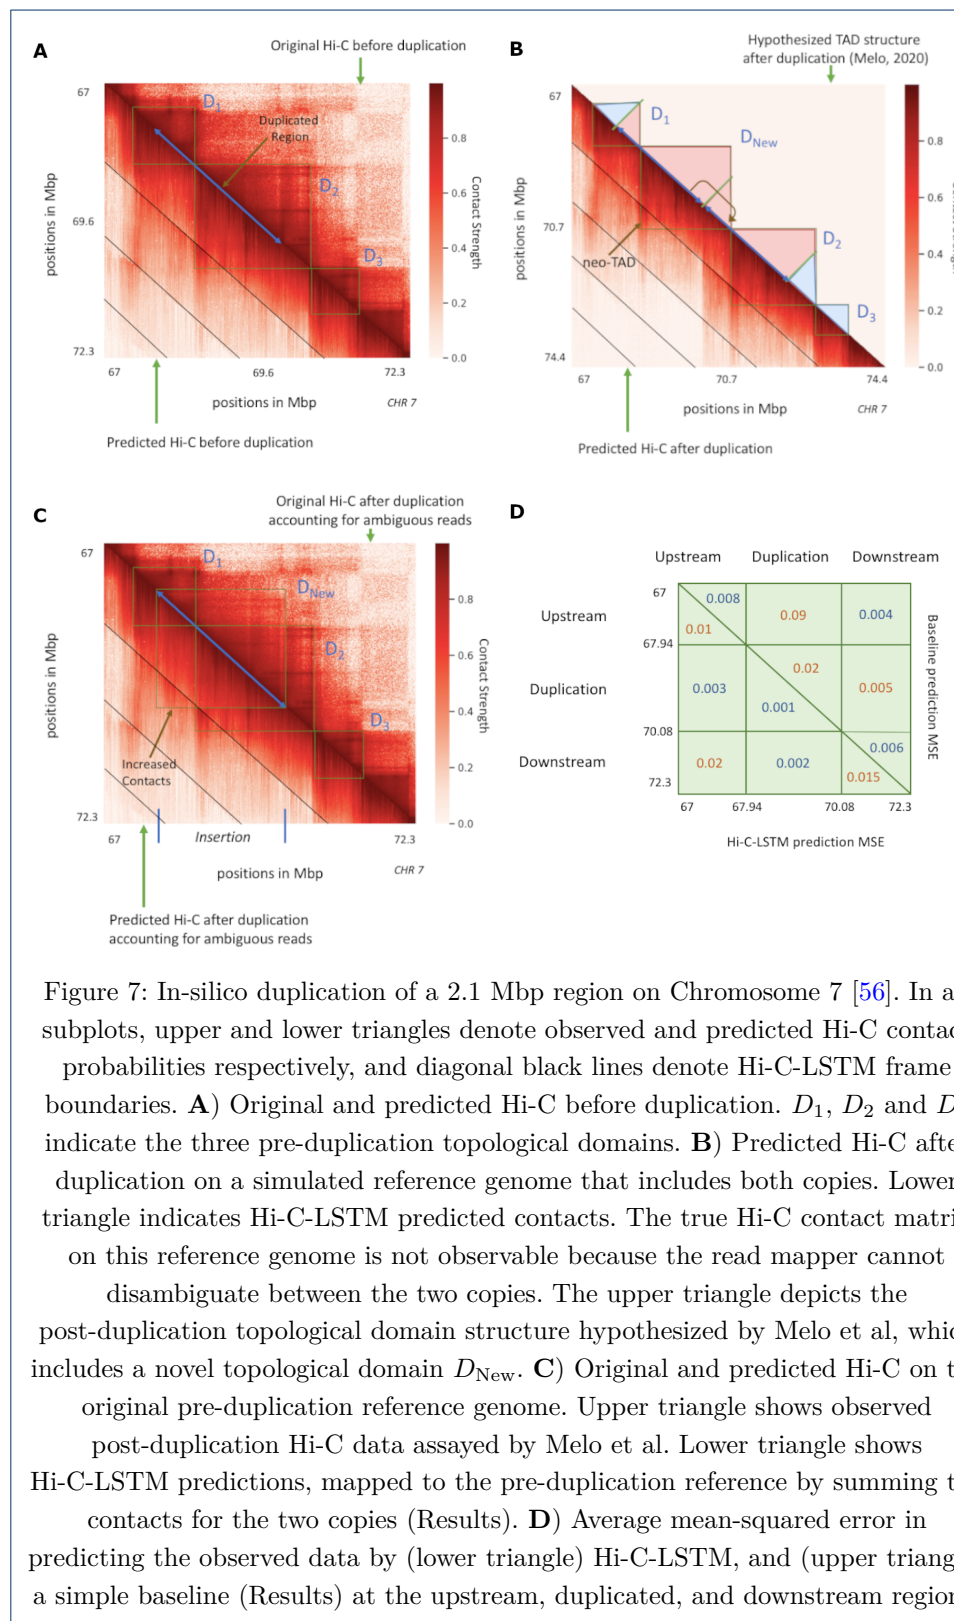 A
Original Hi-C before duplication
67
D1
Duplicated
Region
D2
D3
positions in Mbp
69.6
72.3
67
69.6
72.3
positions in Mbp
CHR 7
0.8
0.6
0.4
0.2
0.0
Contact Strength
Predicted Hi-C before duplication
B
Hypothesized TAD structure
after duplication (Melo, 2020)
67
D1
DNew
D2
D3
neo-TAD
positions in Mbp
70.7
74.4
67
70.7
74.4
positions in Mbp
CHR 7
0.8
0.6
0.4
0.2
0.0
Predicted Hi-C after duplication
C
Original Hi-C after duplication
accounting for ambiguous reads
67
D1
DNew
D2
D3
positions in Mbp
Increased
Contacts
72.3
67
Insertion
72.3
positions in Mbp
CHR 7
0.8
0.6
0.4
0.2
0.0
Contact Strength
Predicted Hi-C after duplication
accounting for ambiguous reads
D
Upstream Duplication Downstream
67
Upstream
0.008
0.01
0.09
0.004
67.94
Duplication
0.003
0.02
0.001
0.005
70.08
Downstream
0.02
0.002
0.006
0.015
72.3
67
67.94
70.08
72.3
Hi-C-LSTM prediction MSE
Baseline prediction MSE
Figure 7: In-silico duplication of a 2.1 Mbp region on Chromosome 7 [56]. In
subplots, upper and lower triangles denote observed and predicted Hi-C
probabilities respectively, and diagonal black lines denote Hi-C-LSTM frame
boundaries. A) Original and predicted Hi-C before duplication. D1, D2 and
indicate the three pre-duplication topological domains. B) Predicted Hi-C
duplication on a simulated reference genome that includes both copies. Lower
triangle indicates Hi-C-LSTM predicted contacts. The true Hi-C contact
on this reference genome is not observable because the read mapper cannot
disambiguate between the two copies. The upper triangle depicts the
post-duplication topological domain structure hypothesized by Melo et al,
includes a novel topological domain DNew. C) Original and predicted Hi-C on
original pre-duplication reference genome. Upper triangle shows observed
post-duplication Hi-C data assayed by Melo et al. Lower triangle shows
Hi-C-LSTM predictions, mapped to the pre-duplication reference by summing
contacts for the two copies (Results). D) Average mean-squared error in
predicting the observed data by (lower triangle) Hi-C-LSTM, and (upper
a simple baseline (Results) at the upstream, duplicated, and downstream